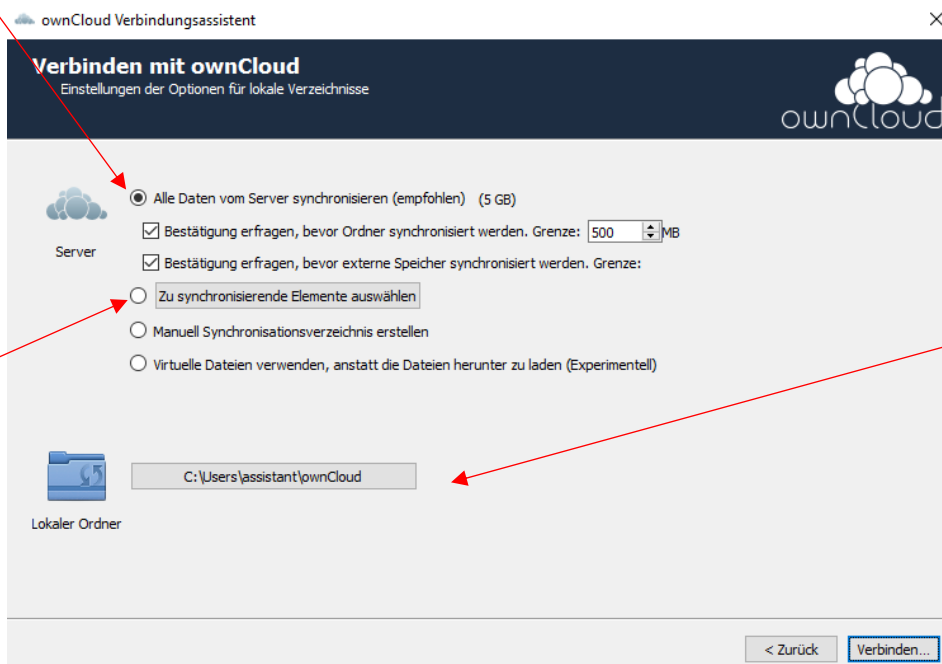 ownCloud Verbindungsassistent
Verbinden mit ownCloud
Einstellungen der Optionen für lokale Verzeichnisse
ownCloud
Alle Daten vom Server synchronisieren (empfohlen) (5 GB)
Bestätigung erfragen, bevor Ordner synchronisiert werden. Grenze: 500 MB
Server
Bestätigung erfragen, bevor externe Speicher synchronisiert werden. Grenze:
Zu synchronisierende Elemente auswählen
Manuell Synchronisationsverzeichnis erstellen
Virtuelle Dateien verwenden, anstatt die Dateien herunter zu laden (Experimentell)
C:\Users\assistant\ownCloud
Lokaler Ordner
< Zurück Verbinden...